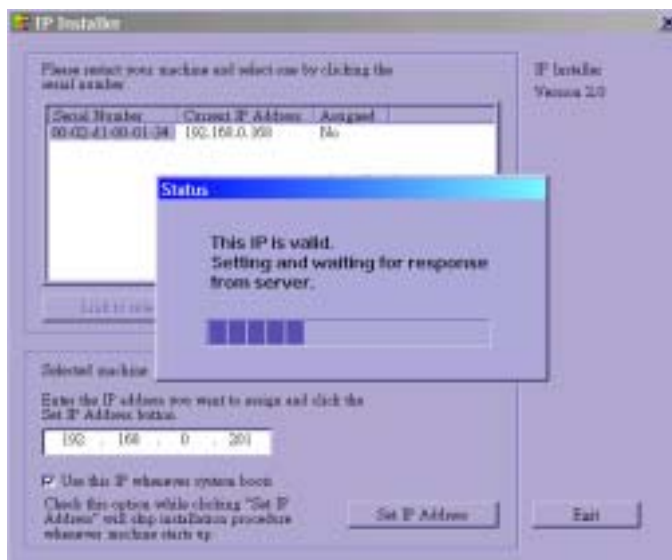 IP Installer
Please restart your machine and select one by clicking the
serial number
IP Installer
Version 2.0
Serial Number Current IP Address Assigned
00-02-d1-00-01-34 192.168.0.168 No
Status
This IP is valid.
Setting and waiting for response
from server.
Selected machine
Enter the IP address you want to assign and click the
Set IP Address button
192 . 168 . 0 . 201
Use this IP whenever system boots
Check this option while clicking "Set IP
Address" will skip installation procedure
whenever machine starts up
Set IP Address
Exit